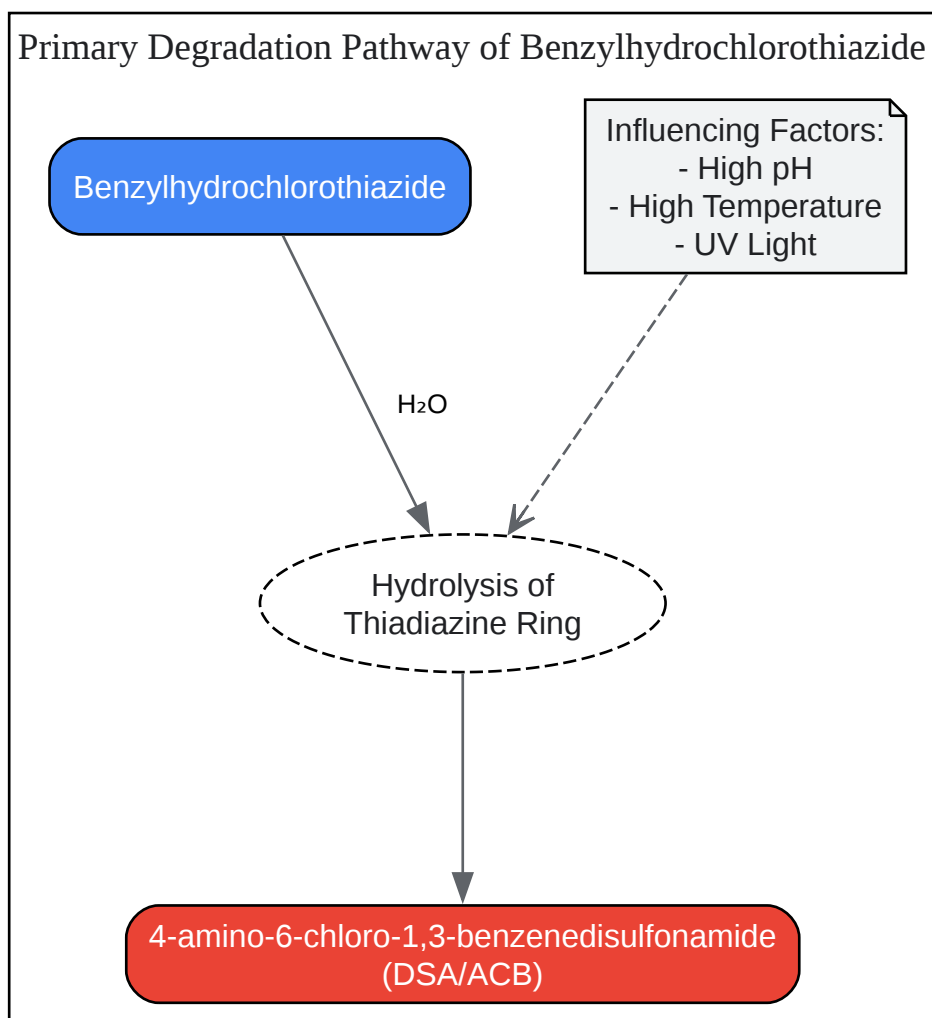 Primary Degradation Pathway of Benzylhydrochlorothiazide
Benzylhydrochlorothiazide
Influencing Factors:
- High pH
- High Temperature
- UV Light
H₂O
Hydrolysis of
Thiadiazine Ring
4-amino-6-chloro-1,3-benzenedisulfonamide
(DSA/ACB)